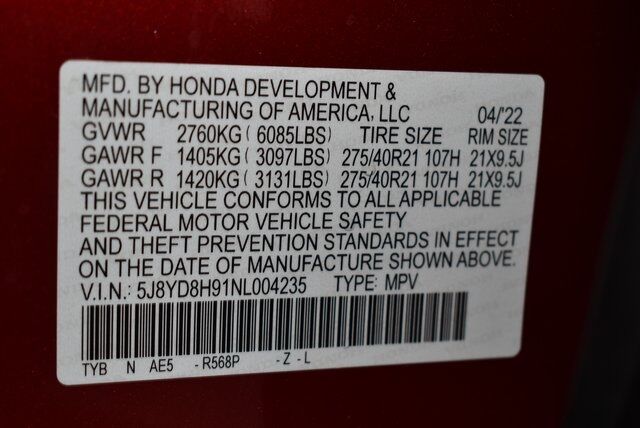 MFD. BY HONDA DEVELOPMENT &
MANUFACTURING OF AMERICA, LLC 04/'22
GVWR 2760KG ( 6085LBS) TIRE SIZE RIM SIZE
GAWR F 1405KG ( 3097LBS) 275/40R21 107H 21X9.5J
GAWR R 1420KG ( 3131LBS) 275/40R21 107H 21X9.5J
THIS VEHICLE CONFORMS TO ALL APPLICABLE
FEDERAL MOTOR VEHICLE SAFETY
AND THEFT PREVENTION STANDARDS IN EFFECT
ON THE DATE OF MANUFACTURE SHOWN ABOVE.
V.I.N.: 5J8YD8H91NL004235 TYPE: MPV
TYB N AE5 - R568P - Z - L